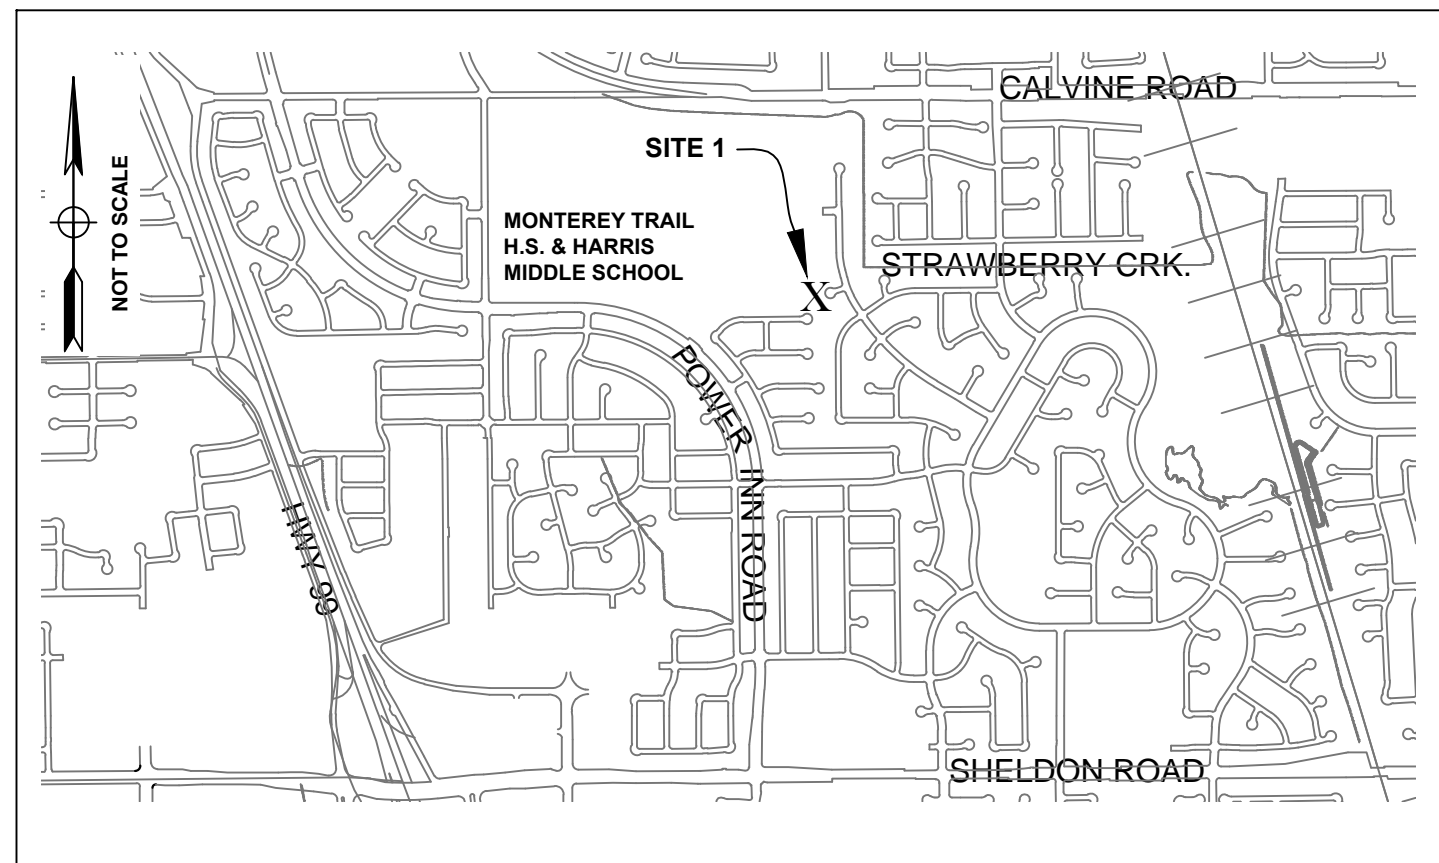 CALVINE ROAD
SITE 1
NOT TO SCALE
MONTEREY TRAIL
H.S. & HARRIS
MIDDLE SCHOOL
STRAWBERRY CRK.
X
POWER INN ROAD
HWY 99
SHELDON ROAD